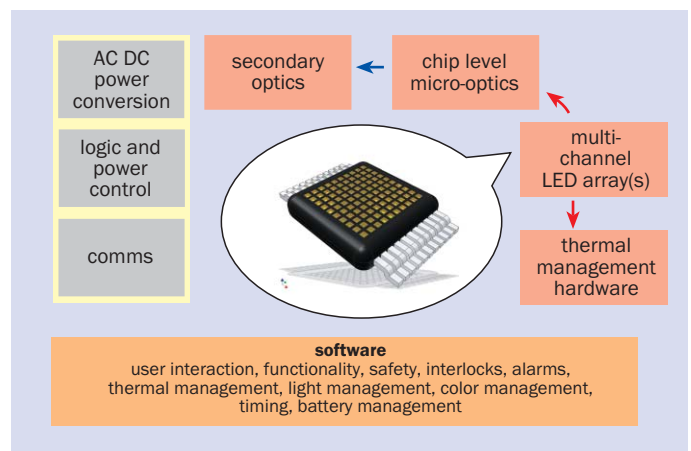 AC DC
power
conversion
logic and
power
control
comms
secondary
optics
chip level
micro-optics
multi-
channel
LED array(s)
thermal
management
hardware
software
user interaction, functionality, safety, interlocks, alarms,
thermal management, light management, color management,
timing, battery management